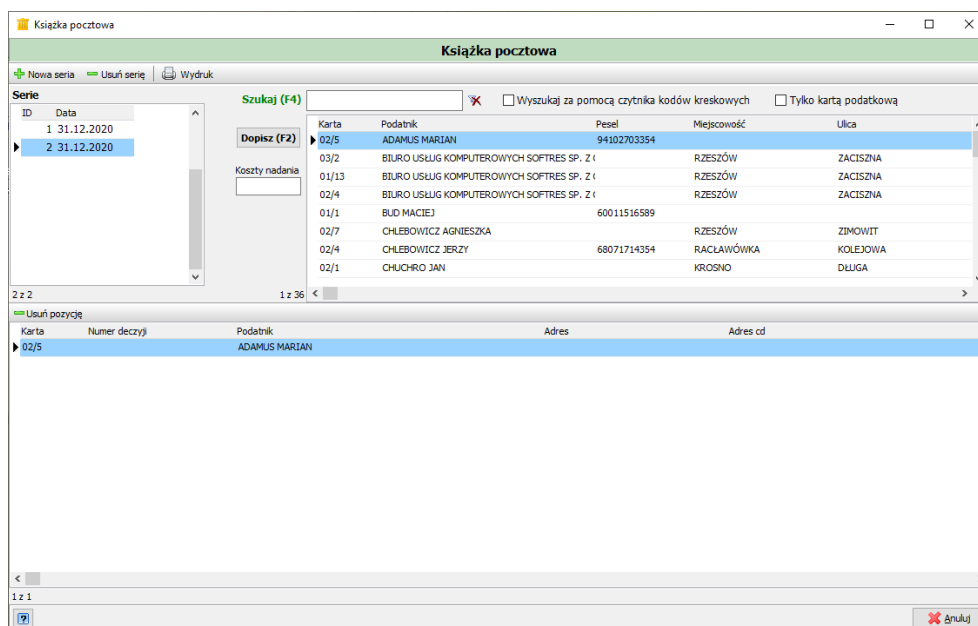 Książka pocztowa
Książka pocztowa
Nowa seria Usuń serię Wydruk
Serie
ID Data
1 31.12.2020
2 31.12.2020
2 z 2
Szukaj (F4) Wyszukaj za pomocą czytnika kodów kreskowych Tylko kartą podatkową
Dopisz (F2)
Koszty nadania
Karta Podatnik Pesel Miejscowość Ulica
02/5 ADAMUS MARIAN 94102703354
03/2 BIURO USŁUG KOMPUTEROWYCH SOFTRES SP. Z RZESZÓW ZACISZNA
01/13 BIURO USŁUG KOMPUTEROWYCH SOFTRES SP. Z RZESZÓW ZACISZNA
02/4 BIURO USŁUG KOMPUTEROWYCH SOFTRES SP. Z RZESZÓW ZACISZNA
01/1 BUD MACIEJ 60011516589
02/7 CHLEBOWICZ AGNIESZKA RZESZÓW ZIMOWIT
02/4 CHLEBOWICZ JERZY 68071714354 RACŁAWÓWKA KOLEJOWA
02/1 CHUCHRO JAN KROSNO DŁUGA
1 z 36
Usuń pozycję
Karta Numer deczyji Podatnik Adres Adres cd
02/5 ADAMUS MARIAN
1 z 1
? Anuluj